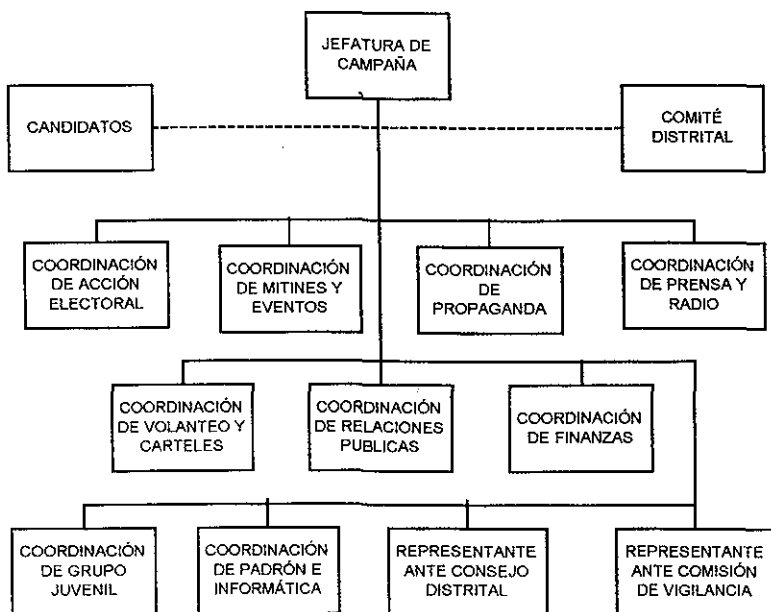 JEFATURA DE
CAMPAÑA
CANDIDATOS
COMITÉ
DISTRITAL
COORDINACIÓN
DE ACCIÓN
ELECTORAL
COORDINACIÓN
DE MITINES Y
EVENTOS
COORDINACIÓN
DE
PROPAGANDA
COORDINACIÓN
DE PRENSA Y
RADIO
COORDINACIÓN
DE VOLANTEO Y
CARTELES
COORDINACIÓN
DE RELACIONES
PUBLICAS
COORDINACIÓN
DE FINANZAS
COORDINACIÓN
DE GRUPO
JUVENIL
COORDINACIÓN
DE PADRÓN E
INFORMÁTICA
REPRESENTANTE
ANTE CONSEJO
DISTRITAL
REPRESENTANTE
ANTE COMISIÓN
DE VIGILANCIA